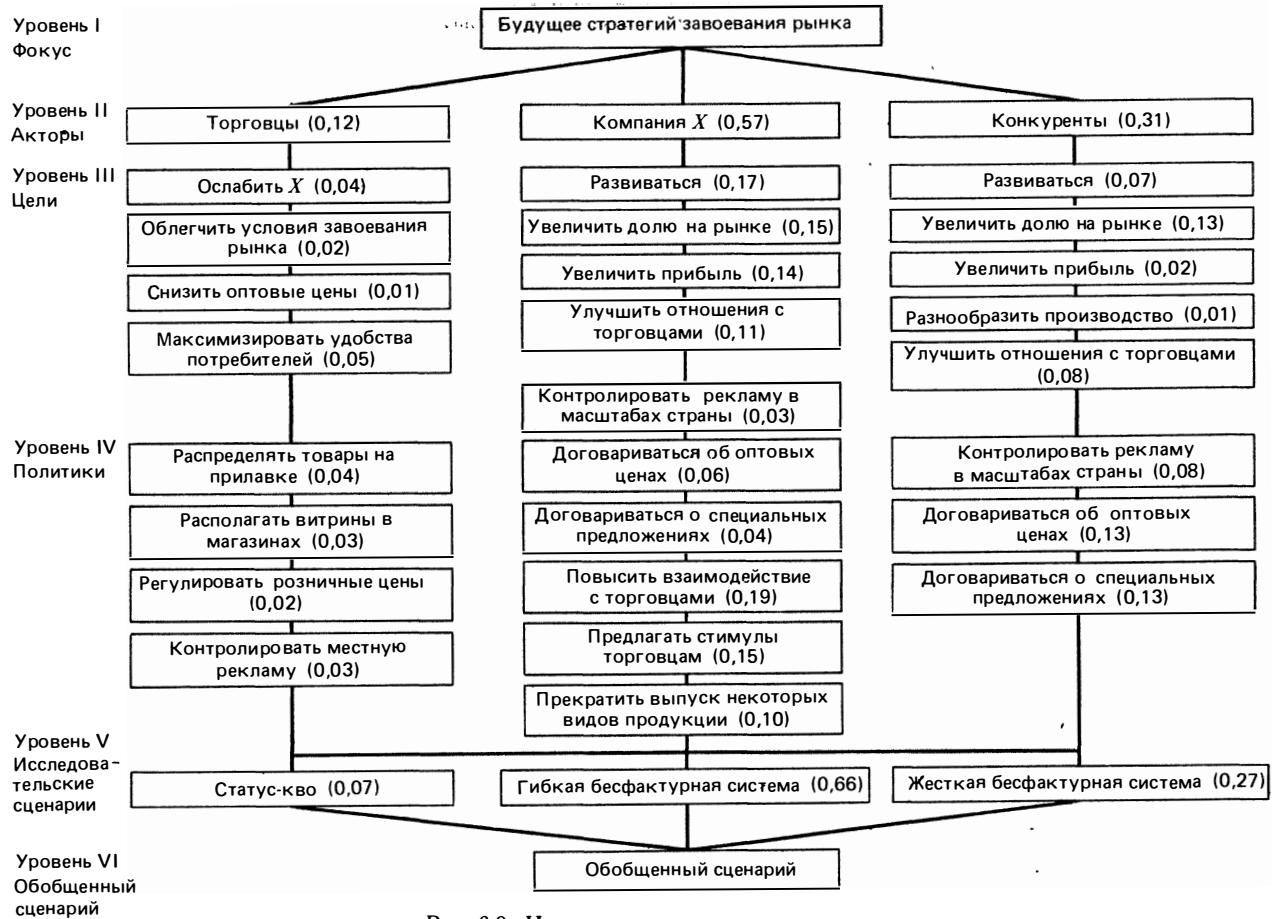 Уровень I
Фокус
Будущее стратегий завоевания рынка
Уровень II
Акторы
Торговцы (0,12)
Компания X (0,57)
Конкуренты (0,31)
Уровень III
Цели
Ослабить X (0,04)
Облегчить условия завоевания
рынка (0,02)
Снизить оптовые цены (0,01)
Максимизировать удобства
потребителей (0,05)
Развиваться (0,17)
Увеличить долю на рынке (0,15)
Увеличить прибыль (0,14)
Улучшить отношения с
торговцами (0,11)
Развиваться (0,07)
Увеличить долю на рынке (0,13)
Увеличить прибыль (0,02)
Разнообразить производство (0,01)
Улучшить отношения с торговцами
(0,08)
Уровень IV
Политики
Распределять товары на
прилавке (0,04)
Располагать витрины в
магазинах (0,03)
Регулировать розничные цены
(0,02)
Контролировать местную
рекламу (0,03)
Контролировать рекламу в
масштабах страны (0,03)
Договариваться об оптовых
ценах (0,06)
Договариваться о специальных
предложениях (0,04)
Повысить взаимодействие
с торговцами (0,19)
Предлагать стимулы
торговцам (0,15)
Прекратить выпуск некоторых
видов продукции (0,10)
Контролировать рекламу
в масштабах страны (0,08)
Договариваться об оптовых
ценах (0,13)
Договариваться о специальных
предложениях (0,13)
Уровень V
Исследова-
тельские
сценарии
Статус-кво (0,07)
Гибкая бесфактурная система (0,66)
Жесткая бесфактурная система (0,27)
Уровень VI
Обобщенный
сценарий
Обобщенный сценарий